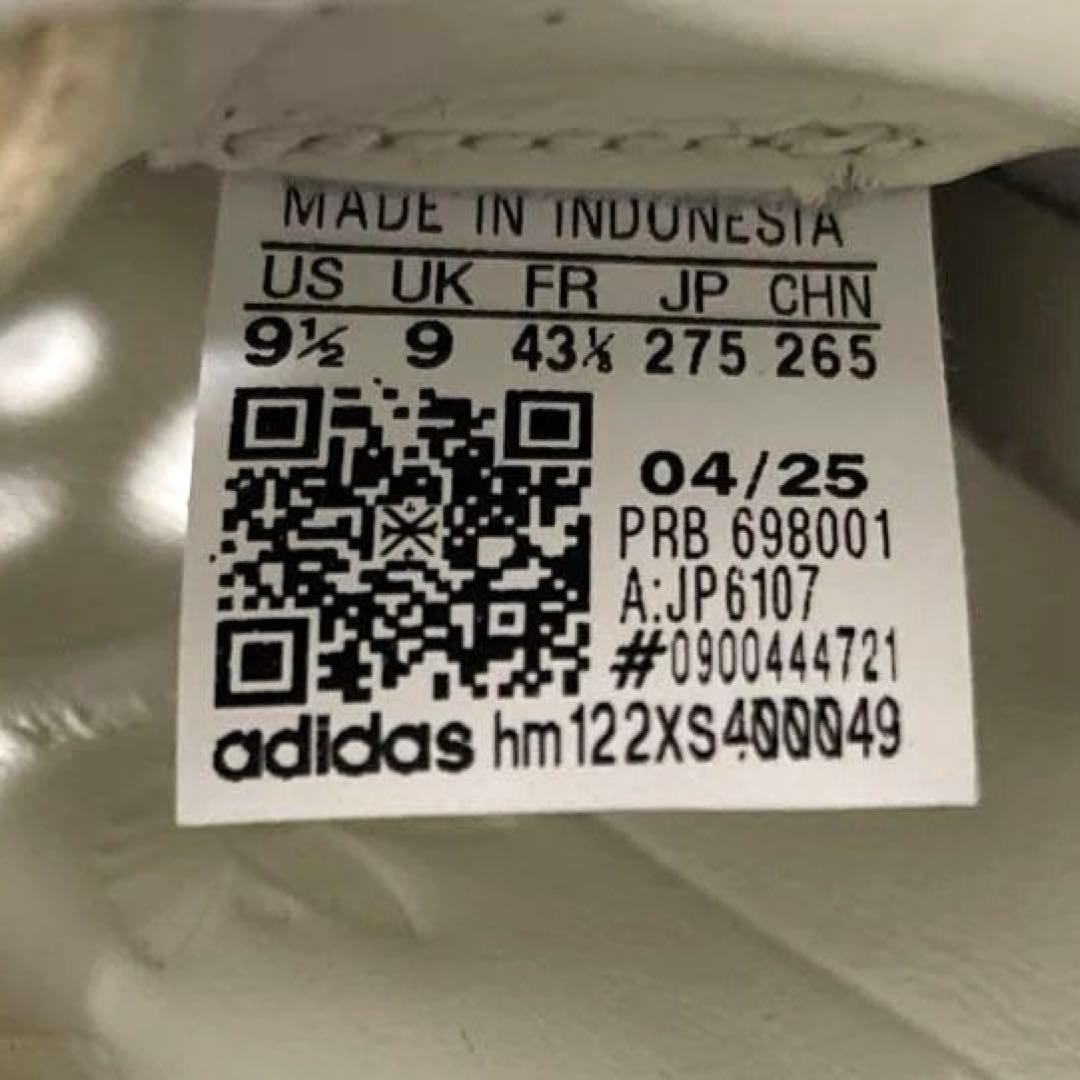 MADE IN INDONESIA
US UK FR JP CHN
9½ 9 43⅓ 275 265
04/25
PRB 698001
A:JP6107
#0900444721
adidas hm122XS400049